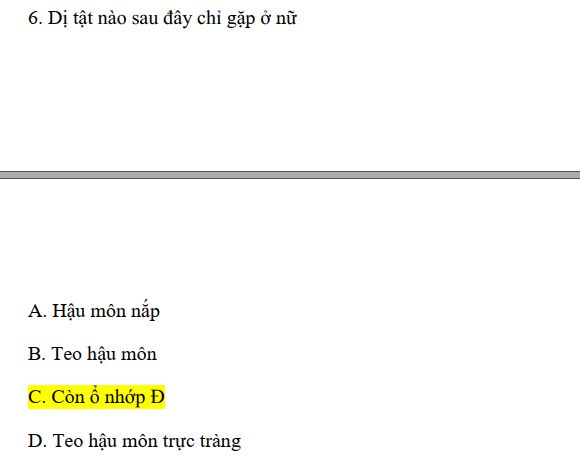 6. Dị tật nào sau đây chỉ gặp ở nữ
A. Hậu môn nắp
B. Teo hậu môn
C. Còn ổ nhớp Đ
D. Teo hậu môn trực tràng